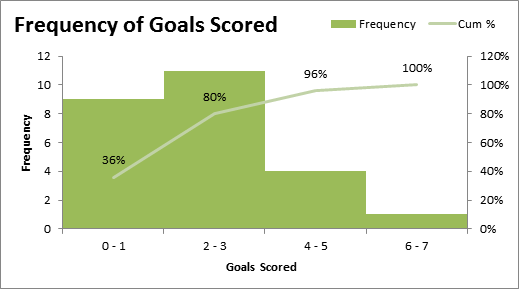 Frequency of Goals Scored
Frequency
Cum %
12
10
8
6
4
2
0
Frequency
36%
80%
96%
100%
120%
100%
80%
60%
40%
20%
0%
0 - 1
2 - 3
4 - 5
6 - 7
Goals Scored